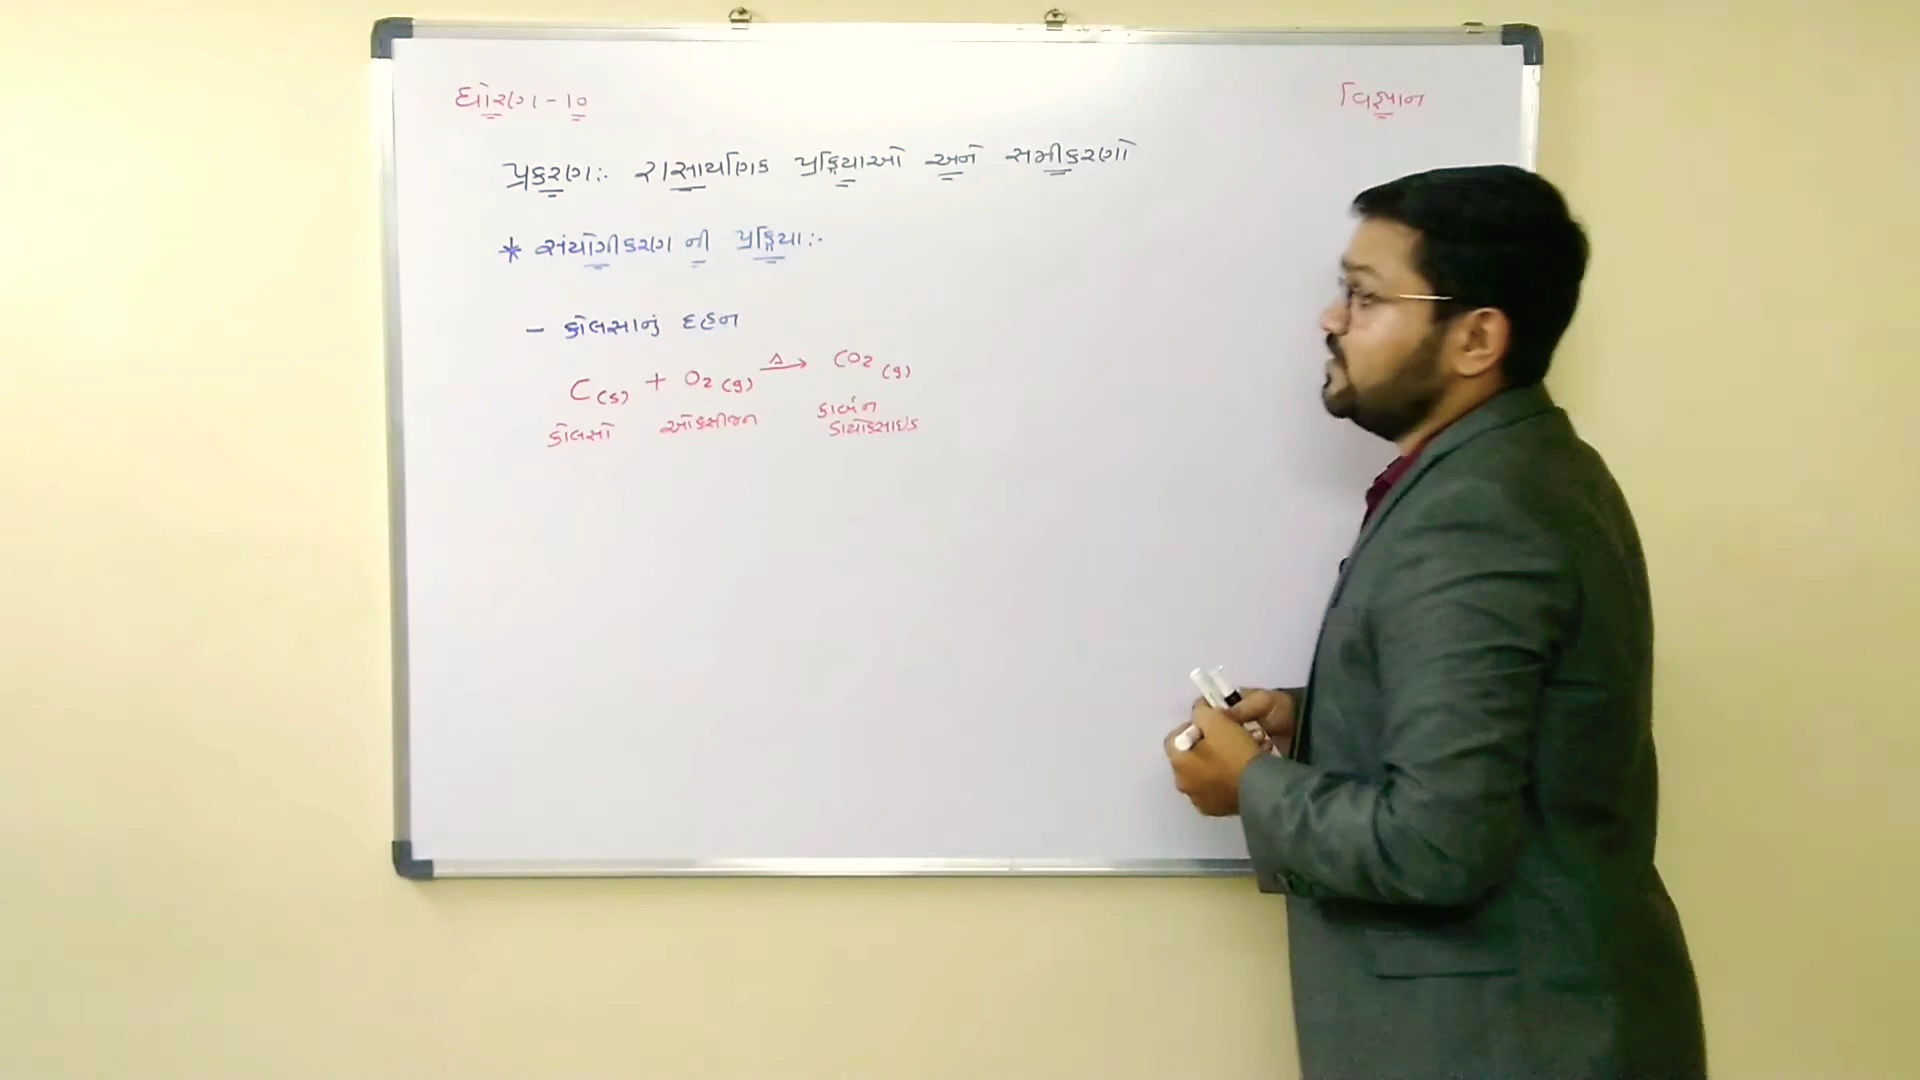 ધોરણ - ૧૦
વિજ્ઞાન
પ્રકરણ:- રાસાયણિક પ્રક્રિયાઓ અને સમીકરણો
* સંયોગીકરણ ની પ્રક્રિયા:-
- કોલસાનું દહન
C(s) + O2 (g) Δ→ CO2 (g)
કોલસો ઓક્સીજન કાર્બન
ડાયોક્સાઇડ